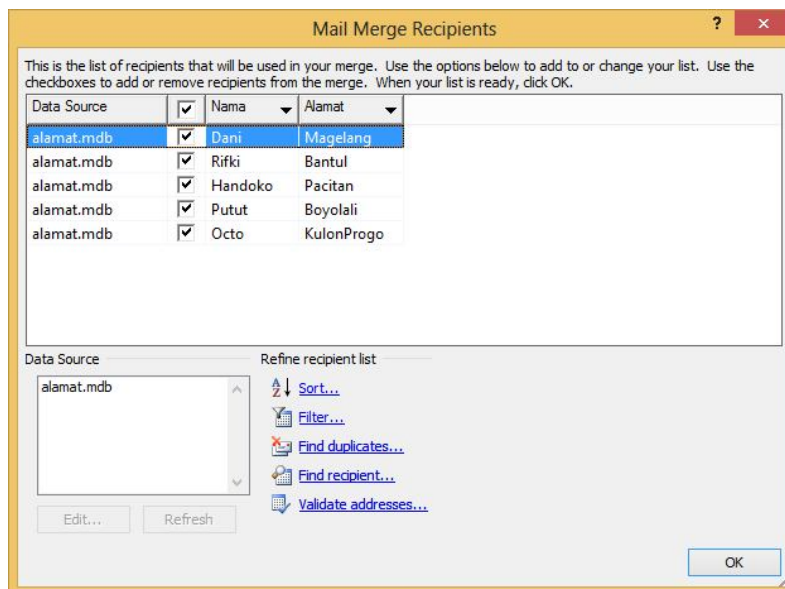 Mail Merge Recipients
?
This is the list of recipients that will be used in your merge. Use the options below to add to or change your list. Use the
checkboxes to add or remove recipients from the merge. When your list is ready, click OK.
Data Source Nama Alamat
alamat.mdb Dani Magelang
alamat.mdb Rifki Bantul
alamat.mdb Handoko Pacitan
alamat.mdb Putut Boyolali
alamat.mdb Octo KulonProgo
Data Source
alamat.mdb
Edit... Refresh
Refine recipient list
Sort...
Filter...
Find duplicates...
Find recipient...
Validate addresses...
OK